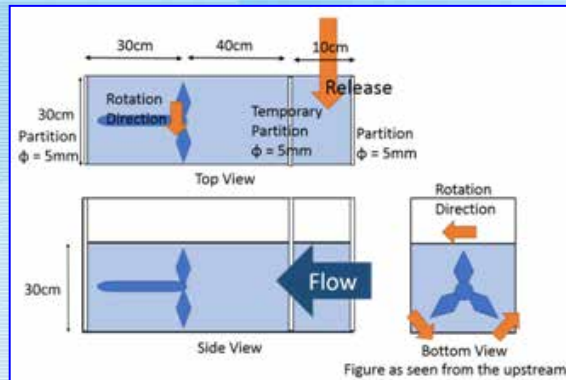 30cm
40cm
10cm
Release
Rotation
Direction
30cm
Partition
ϕ = 5mm
Temporary
Partition
ϕ = 5mm
Partition
ϕ = 5mm
Top View
Rotation
Direction
30cm
Flow
Side View
Bottom View
Figure as seen from the upstream